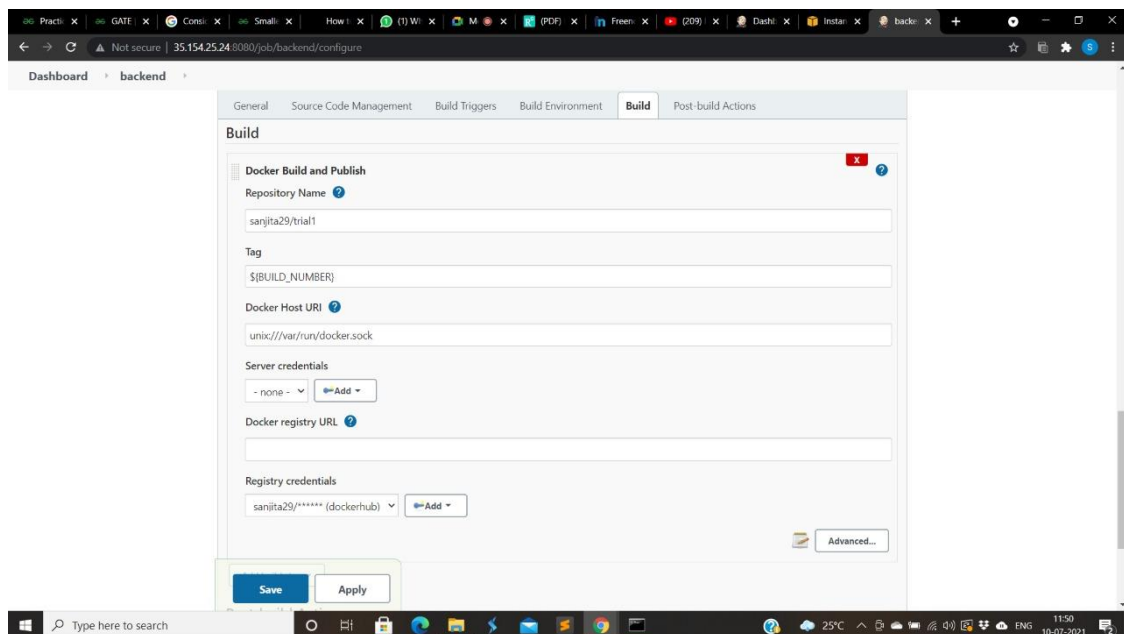 Practi GATE Consid Smalle How t (1) W M (PDF) Freen (209) Dashb Instan backe
Not secure | 35.154.25.24:8080/job/backend/configure
Dashboard backend
General Source Code Management Build Triggers Build Environment Build Post-build Actions
Build
X
Docker Build and Publish
Repository Name
sanjita29/trial1
Tag
${BUILD_NUMBER}
Docker Host URI
unix:///var/run/docker.sock
Server credentials
- none - Add
Docker registry URL
Registry credentials
sanjita29/****** (dockerhub) Add
Advanced...
Save Apply
Type here to search
25°C ENG 11:50
10-07-2021